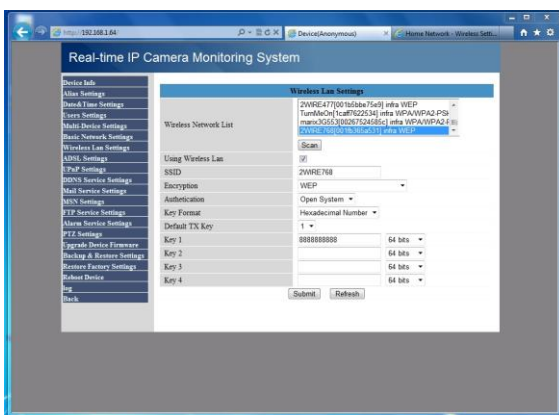 http://192.168.1.64/
Device(Anonymous)
Home Network - Wireless Setti...
Real-time IP Camera Monitoring System
Device Info
Alias Settings
Date&Time Settings
Users Settings
Multi-Device Settings
Basic Network Settings
Wireless Lan Settings
ADSL Settings
UPnP Settings
DDNS Service Settings
Mail Service Settings
MSN Settings
FTP Service Settings
Alarm Service Settings
PTZ Settings
Upgrade Device Firmware
Backup & Restore Settings
Restore Factory Settings
Reboot Device
log
Back
Wireless Lan Settings
Wireless Network List
2WIRE477[001b5bbe75e9] infra WEP
TurnMeOn[1caff7622534] infra WPA/WPA2-PSK
marix3G553[00267524585c] infra WPA/WPA2-P
2WIRE768[001fb365a531] infra WEP
Scan
Using Wireless Lan
SSID 2WIRE768
Encryption WEP
Authetication Open System
Key Format Hexadecimal Number
Default TX Key 1
Key 1 8888888888 64 bits
Key 2 64 bits
Key 3 64 bits
Key 4 64 bits
Submit Refresh